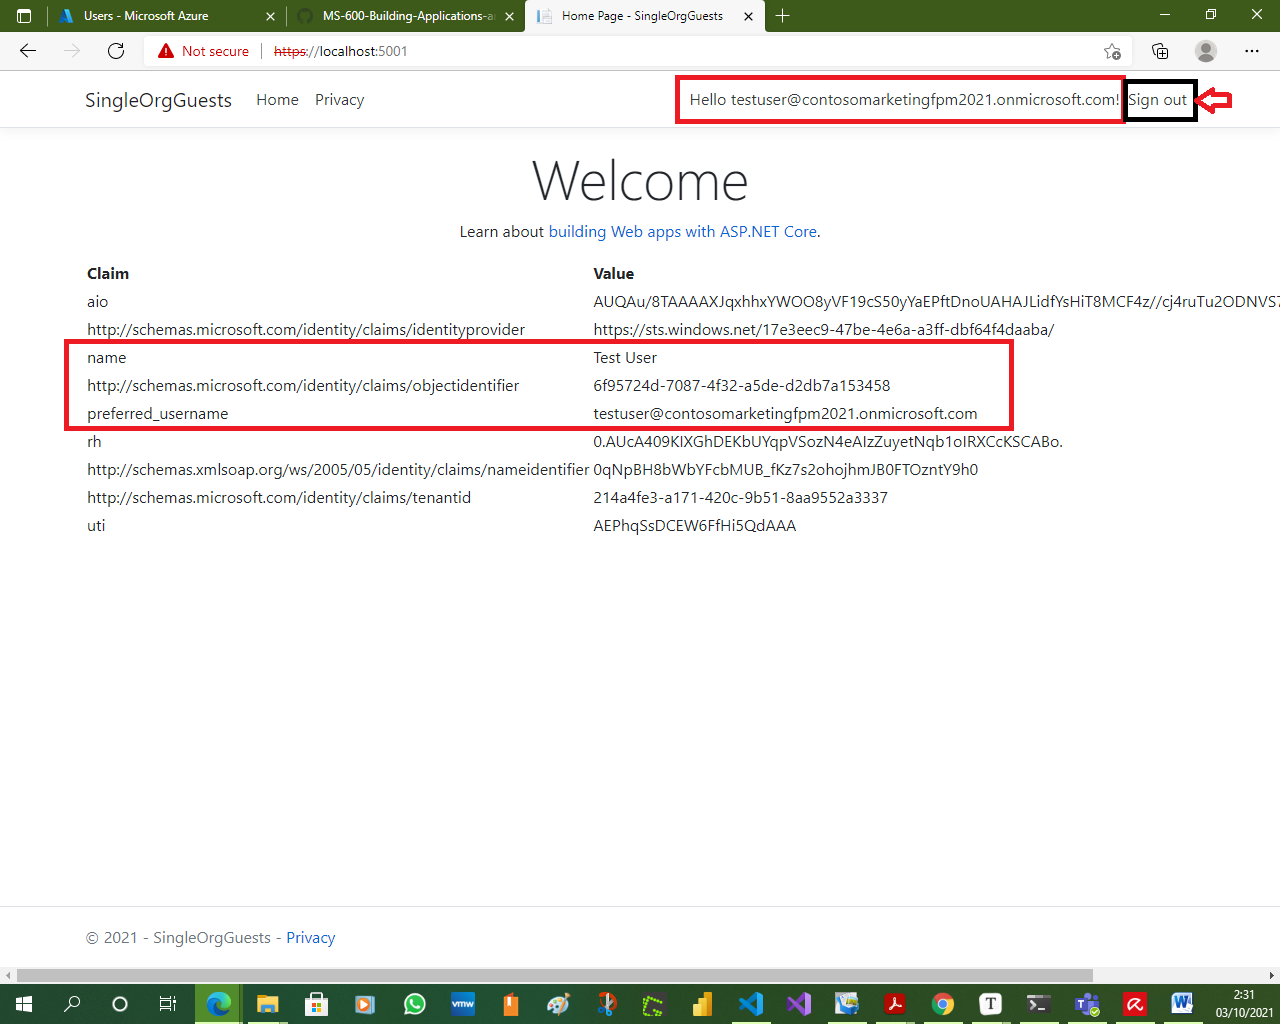 Users - Microsoft Azure
MS-600-Building-Applications-a
Home Page - SingleOrgGuests
Not secure
https://localhost:5001
SingleOrgGuests Home Privacy
Hello testuser@contosomarketingfpm2021.onmicrosoft.com! Sign out
Welcome
Learn about building Web apps with ASP.NET Core.
Claim Value
aio AUQAu/8TAAAAXJqxhhxYWOO8yVF19cS50yYaEPftDnoUAHAJLidfYsHiT8MCF4z//cj4ruTu2ODNVS7
http://schemas.microsoft.com/identity/claims/identityprovider https://sts.windows.net/17e3eec9-47be-4e6a-a3ff-dbf64f4daaba/
name Test User
http://schemas.microsoft.com/identity/claims/objectidentifier 6f95724d-7087-4f32-a5de-d2db7a153458
preferred_username testuser@contosomarketingfpm2021.onmicrosoft.com
rh 0.AUcA409KIXGhDEKbUYqpVSozN4eAIzZuyetNqb1oIRXCcKSCABo.
http://schemas.xmlsoap.org/ws/2005/05/identity/claims/nameidentifier 0qNpBH8bWbYFcbMUB_fKz7s2ohojhmJB0FTOzntY9h0
http://schemas.microsoft.com/identity/claims/tenantid 214a4fe3-a171-420c-9b51-8aa9552a3337
uti AEPhqSsDCEW6FfHi5QdAAA
© 2021 - SingleOrgGuests - Privacy
vmw
T
2:31
03/10/2021